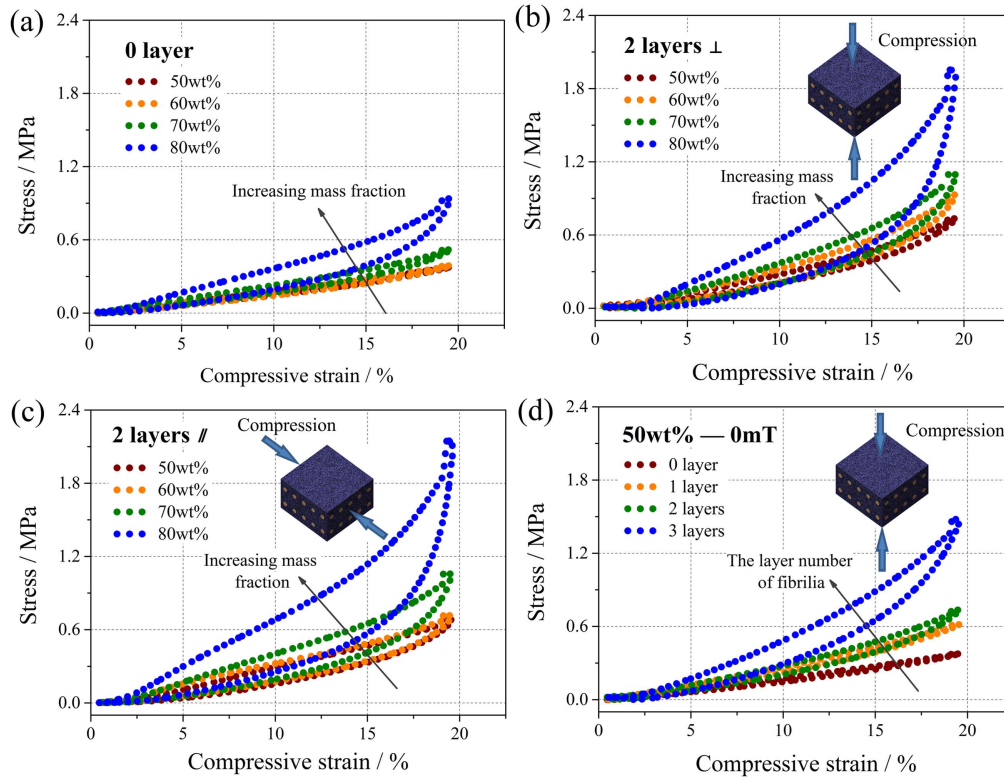 (a)
0 layer
50wt%
60wt%
70wt%
80wt%
Increasing mass fraction
Stress / MPa
2.4
1.8
1.2
0.6
0.0
0
5
10
15
20
Compressive strain / %
(b)
2 layers ⊥
50wt%
60wt%
70wt%
80wt%
Compression
Increasing mass
fraction
Stress / MPa
2.4
1.8
1.2
0.6
0.0
0
5
10
15
20
Compressive strain / %
(c)
2 layers ∥
50wt%
60wt%
70wt%
80wt%
Compression
Increasing mass
fraction
Stress / MPa
2.4
1.8
1.2
0.6
0.0
0
5
10
15
20
Compressive strain / %
(d)
50wt% — 0mT
0 layer
1 layer
2 layers
3 layers
Compression
The layer number
of fibrilia
Stress / MPa
2.4
1.8
1.2
0.6
0.0
0
5
10
15
20
Compressive strain / %